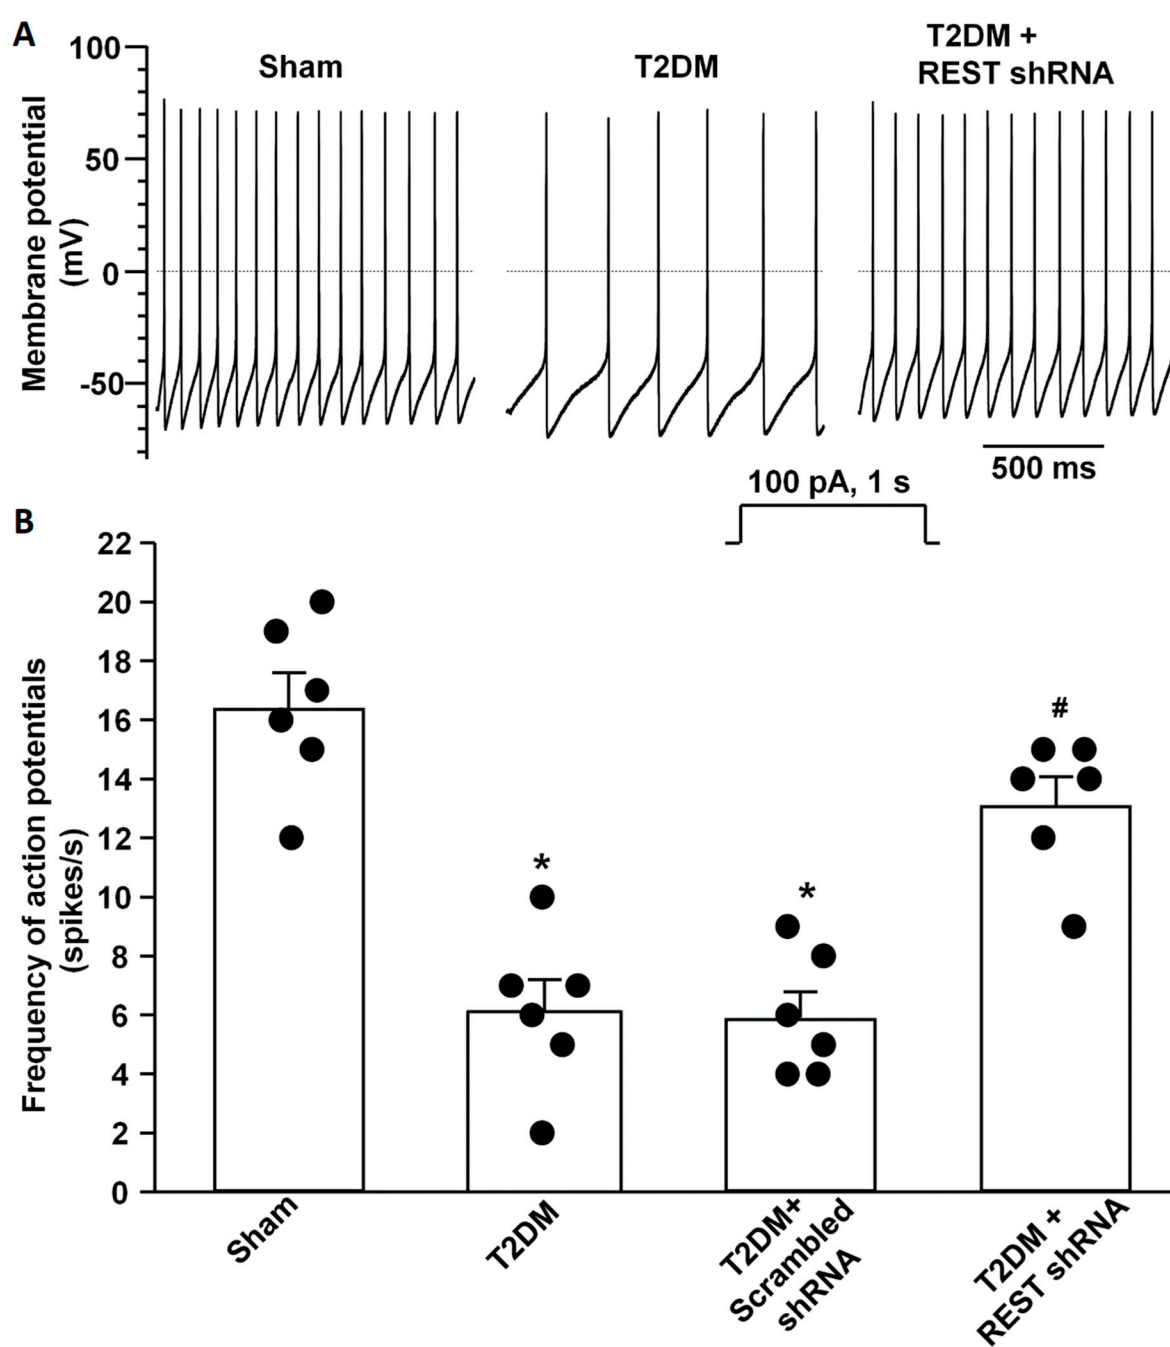 A
100
50
0
-50
Membrane potential
(mV)
Sham
T2DM
T2DM +
REST shRNA
500 ms
100 pA, 1 s
B
22
20
18
16
14
12
10
8
6
4
2
0
Frequency of action potentials
(spikes/s)
*
*
#
Sham
T2DM
T2DM+
Scrambled
shRNA
T2DM +
REST shRNA